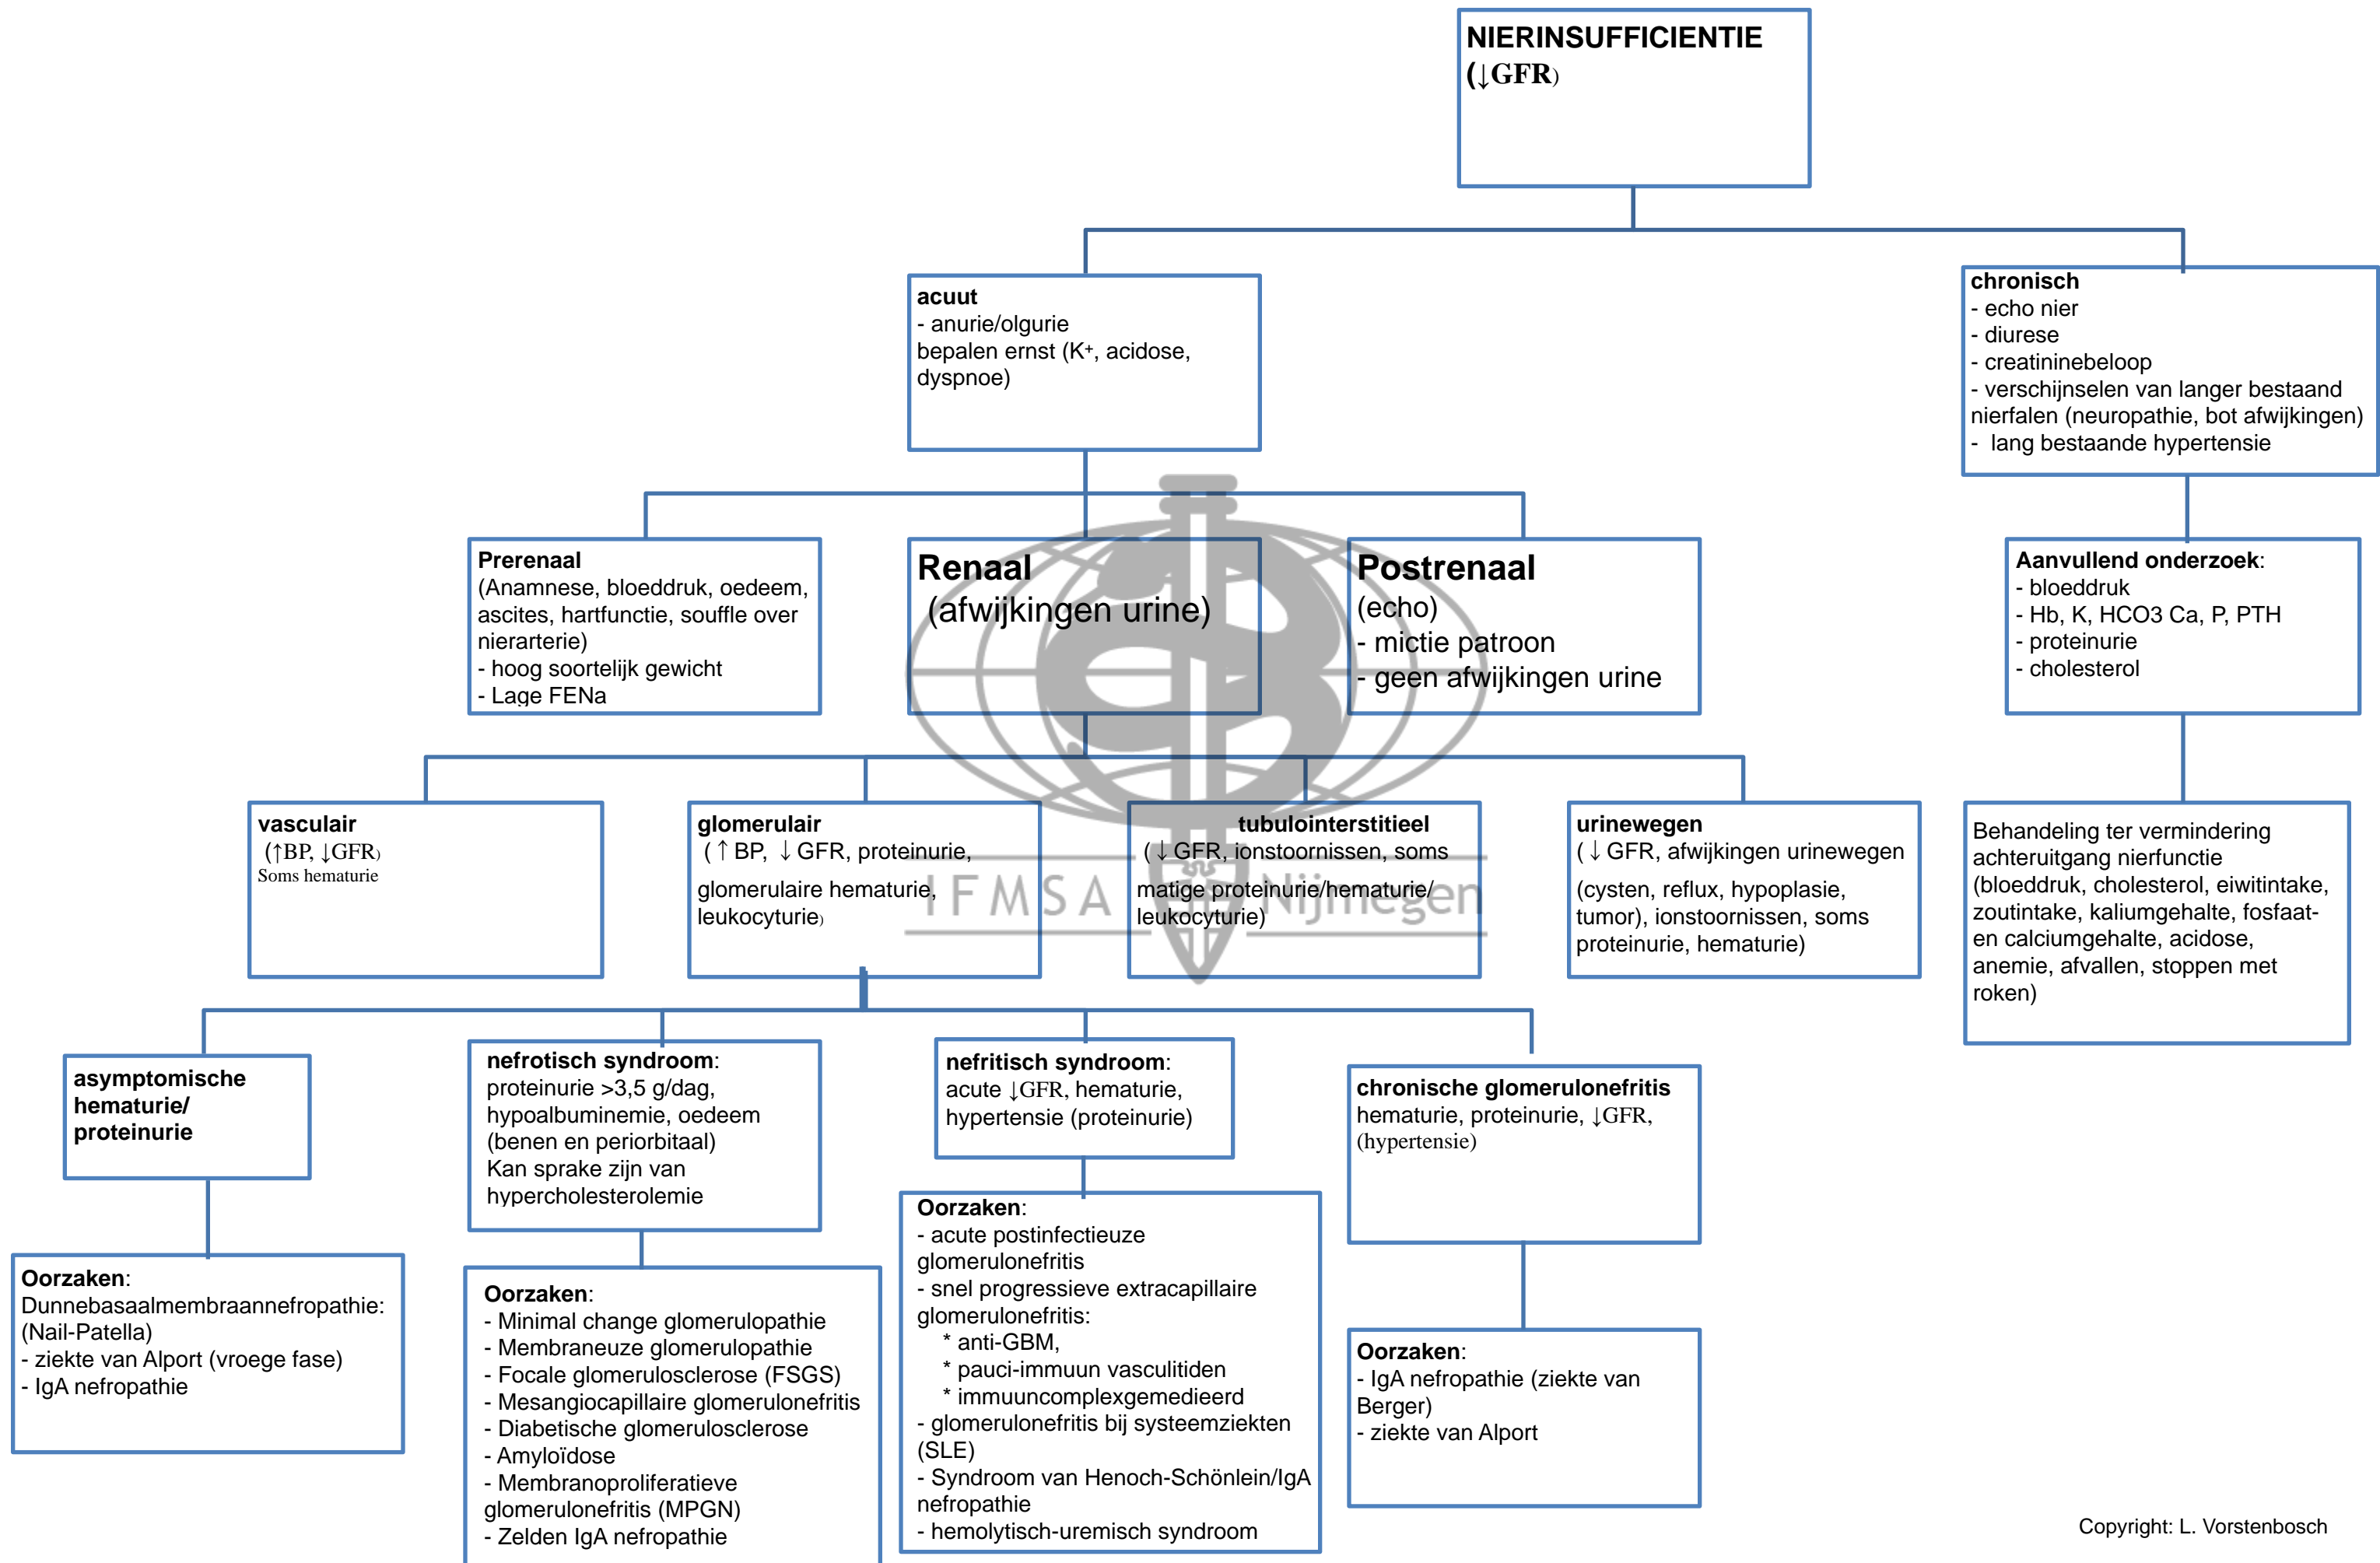 NIERINSUFFICIENTIE
(↓GFR)
acuut
- anurie/olgurie
bepalen ernst (K+, acidose,
dyspnoe)
chronisch
- echo nier
- diurese
- creatininebeloop
- verschijnselen van langer bestaand
nierfalen (neuropathie, bot afwijkingen)
- lang bestaande hypertensie
Prerenaal
(Anamnese, bloeddruk, oedeem,
ascites, hartfunctie, souffle over
nierarterie)
- hoog soortelijk gewicht
- Lage FENa
Renaal
(afwijkingen urine)
Postrenaal
(echo)
- mictie patroon
- geen afwijkingen urine
Aanvullend onderzoek:
- bloeddruk
- Hb, K, HCO3 Ca, P, PTH
- proteinurie
- cholesterol
vasculair
(↑BP, ↓GFR)
Soms hematurie
glomerulair
( ↑ BP, ↓ GFR, proteinurie,
glomerulaire hematurie,
leukocyturie)
tubulointerstitieel
( ↓ GFR, ionstoornissen, soms
matige proteinurie/hematurie/
leukocyturie)
urinewegen
( ↓ GFR, afwijkingen urinewegen
(cysten, reflux, hypoplasie,
tumor), ionstoornissen, soms
proteinurie, hematurie)
Behandeling ter vermindering
achteruitgang nierfunctie
(bloeddruk, cholesterol, eiwitintake,
zoutintake, kaliumgehalte, fosfaat-
en calciumgehalte, acidose,
anemie, afvallen, stoppen met
roken)
IFMSA Nijmegen
asymptomische
hematurie/
proteinurie
nefrotisch syndroom:
proteinurie >3,5 g/dag,
hypoalbuminemie, oedeem
(benen en periorbitaal)
Kan sprake zijn van
hypercholesterolemie
nefritisch syndroom:
acute ↓GFR, hematurie,
hypertensie (proteinurie)
chronische glomerulonefritis
hematurie, proteinurie, ↓GFR,
(hypertensie)
Oorzaken:
Dunnebasaalmembraannefropathie:
(Nail-Patella)
- ziekte van Alport (vroege fase)
- IgA nefropathie
Oorzaken:
- Minimal change glomerulopathie
- Membraneuze glomerulopathie
- Focale glomerulosclerose (FSGS)
- Mesangiocapillaire glomerulonefritis
- Diabetische glomerulosclerose
- Amyloïdose
- Membranoproliferatieve
glomerulonefritis (MPGN)
- Zelden IgA nefropathie
Oorzaken:
- acute postinfectieuze
glomerulonefritis
- snel progressieve extracapillaire
glomerulonefritis:
* anti-GBM,
* pauci-immuun vasculitiden
* immuuncomplexgemedieerd
- glomerulonefritis bij systeemziekten
(SLE)
- Syndroom van Henoch-Schönlein/IgA
nefropathie
- hemolytisch-uremisch syndroom
Oorzaken:
- IgA nefropathie (ziekte van
Berger)
- ziekte van Alport
Copyright: L. Vorstenbosch